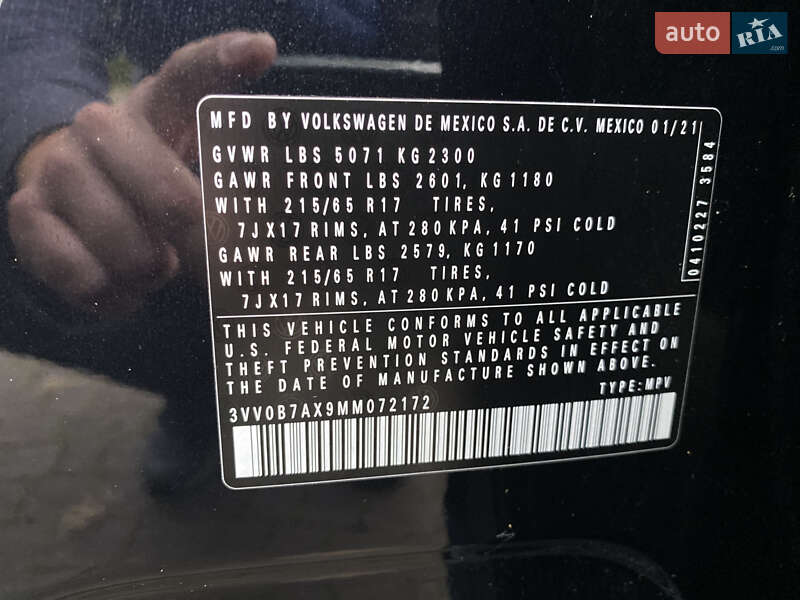 auto RIA .com
MFD BY VOLKSWAGEN DE MEXICO S.A. DE C.V. MEXICO 01/21
GVWR LBS 5071 KG 2300
GAWR FRONT LBS 2601, KG 1180
WITH 215/65 R17 TIRES,
7JX17 RIMS, AT 280 KPA, 41 PSI COLD
GAWR REAR LBS 2579, KG 1170
WITH 215/65 R17 TIRES,
7JX17 RIMS, AT 280 KPA, 41 PSI COLD
0410227 3584
THIS VEHICLE CONFORMS TO ALL APPLICABLE
U.S. FEDERAL MOTOR VEHICLE SAFETY AND
THEFT PREVENTION STANDARDS IN EFFECT ON
THE DATE OF MANUFACTURE SHOWN ABOVE.
TYPE: MPV
3VV0B7AX9MM072172